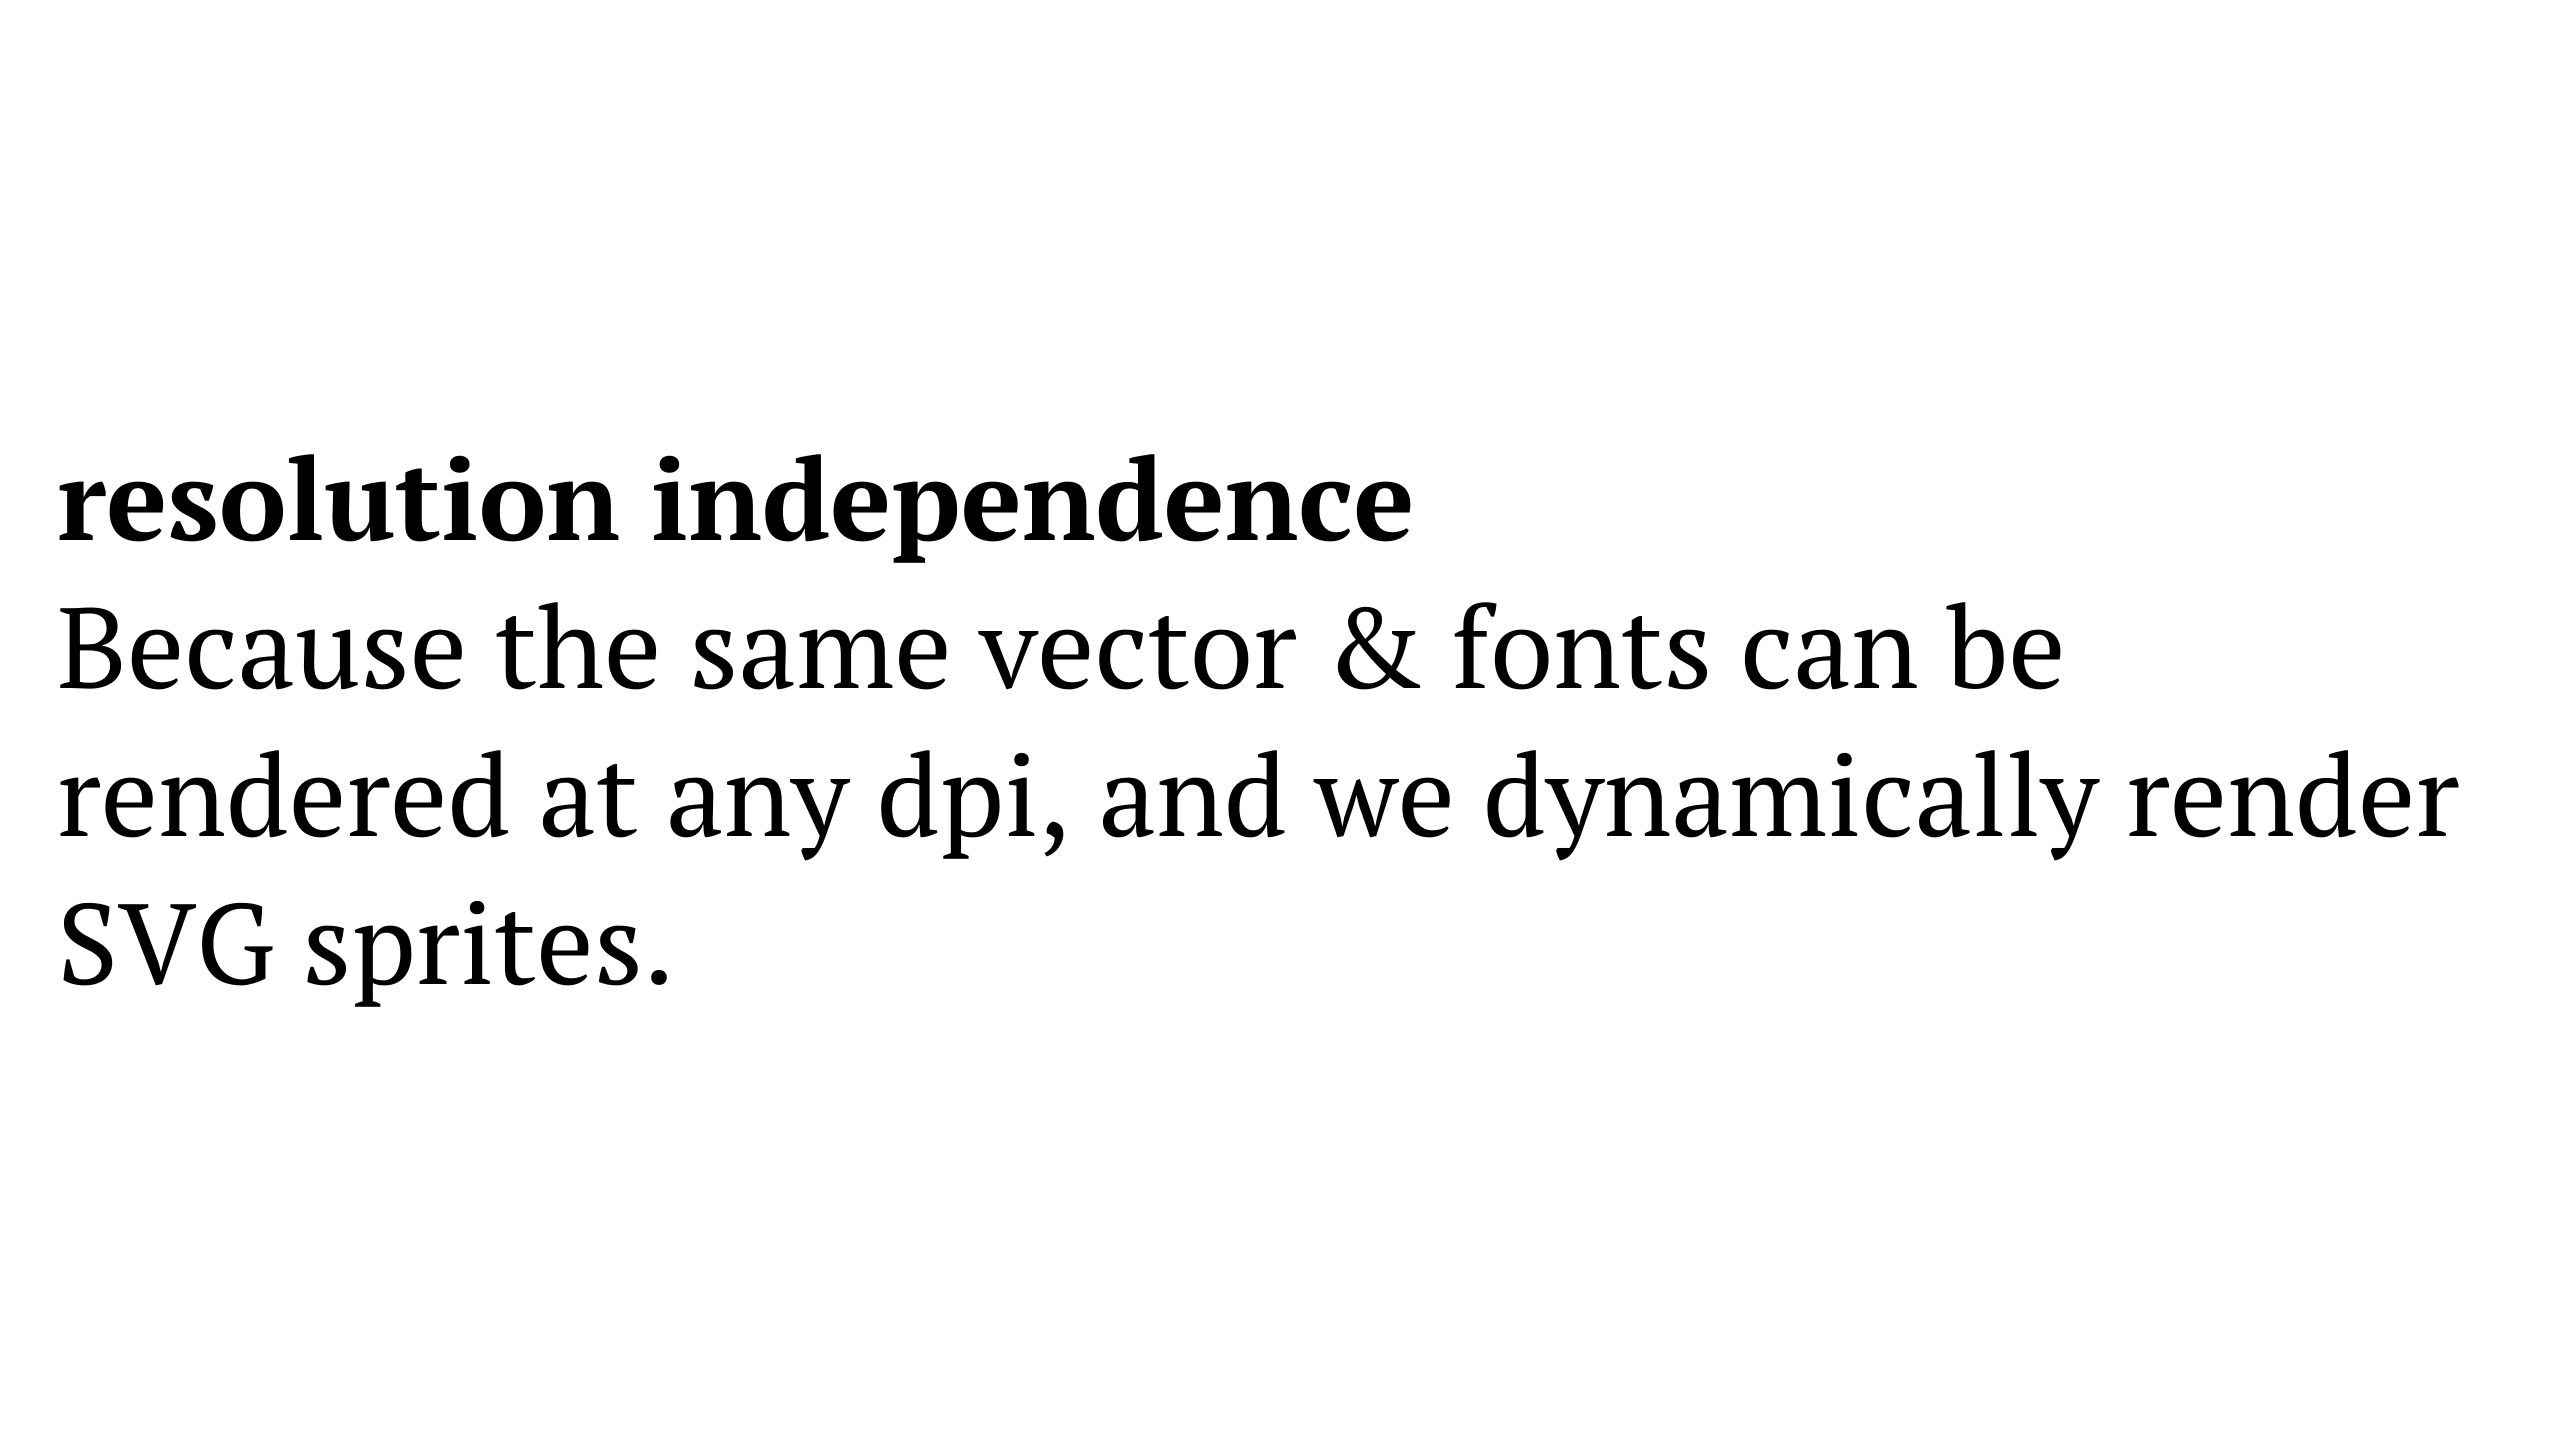 resolution independence
Because the same vector & fonts can be
rendered at any dpi, and we dynamically render
SVG sprites.